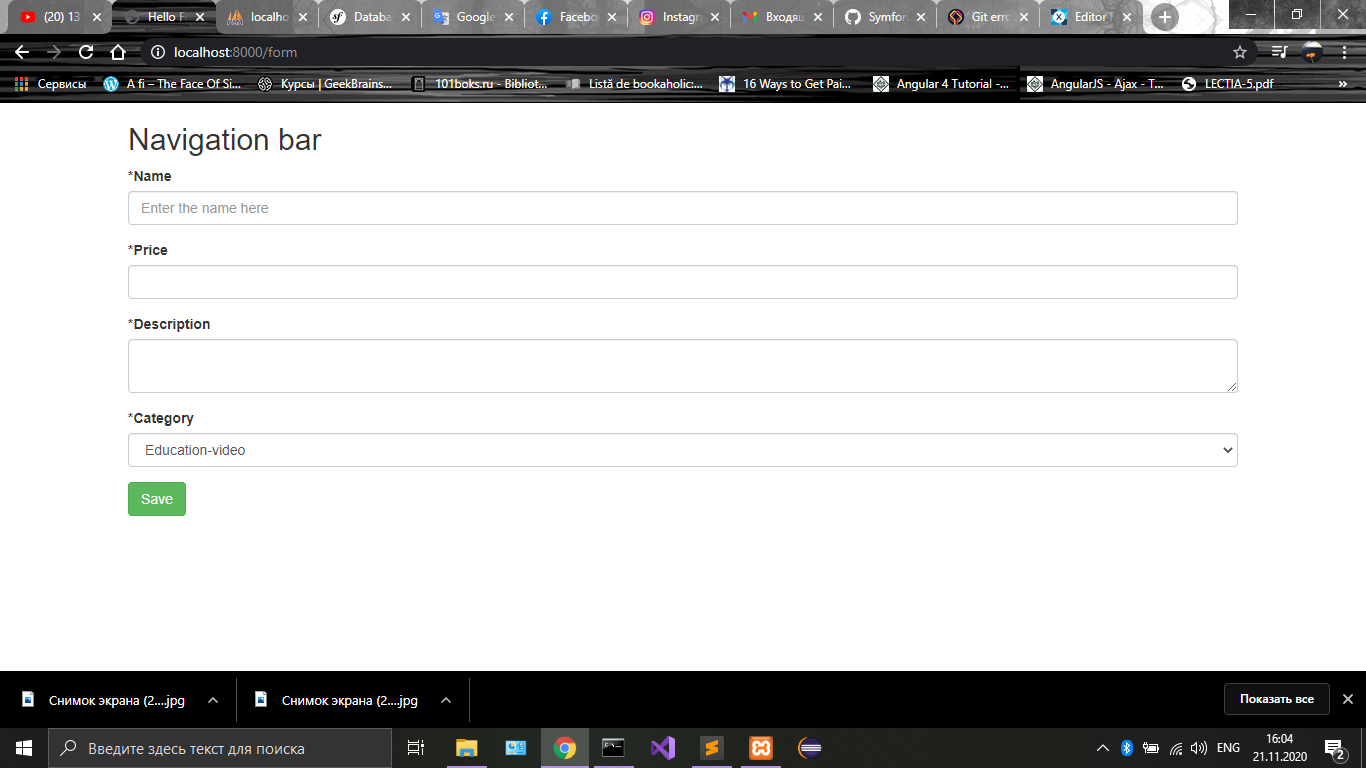 (20) 13
Hello F
localho
Databa
Google
Facebo
Instagr
Входящ
Symfor
Git erro
Editor T
localhost:8000/form
Сервисы
A fi – The Face Of Si...
Курсы | GeekBrains...
101boks.ru - Bibliot...
Listă de bookaholic:...
16 Ways to Get Pai...
Angular 4 Tutorial -...
AngularJS - Ajax - T...
LECTIA-5.pdf
»
Navigation bar
*Name
Enter the name here
*Price
*Description
*Category
Education-video
Save
Снимок экрана (2....jpg
Снимок экрана (2....jpg
Показать все
Введите здесь текст для поиска
ENG
16:04
21.11.2020
2